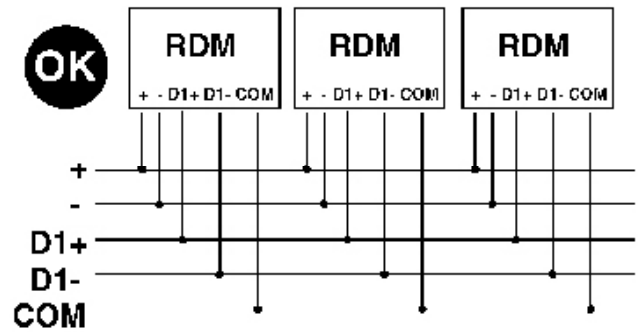 OK
RDM RDM RDM
+ - D1+ D1- COM + - D1+ D1- COM + - D1+ D1- COM
+
-
D1+
D1-
COM